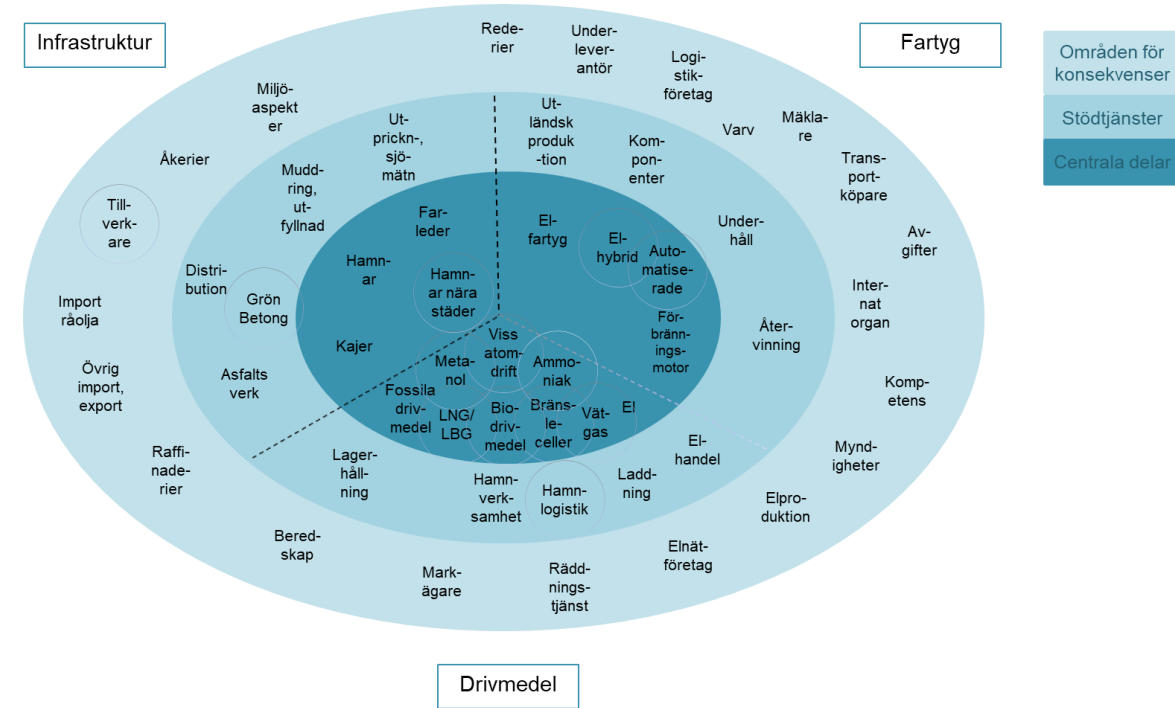 Infrastruktur
Fartyg
Områden för
konsekvenser
Stödtjänster
Centrala delar
Rede-
rier
Under-
lever-
antör
Logi-
stik-
företag
Varv
Mäkla-
re
Trans-
port-
köpare
Av-
gifter
Inter-
nat
organ
Komp-
etens
Mynd-
igheter
Elpro-
duktion
Elnät-
företag
Rädd-
nings-
tjänst
Mark-
ägare
Bered-
skap
Raffi-
nade-
rier
Övrig
import,
export
Import
råolja
Till-
verk-
are
Åkerier
Miljö-
aspekt
er
Ut-
prickn-,
sjö-
mätn
Mudd-
ring,
ut-
fyllnad
Distri-
bution
Grön
Betong
Asfalts
verk
Ut-
ländsk
produk
-tion
Kom-
pon-
enter
Under-
håll
Åter-
vinning
El-
handel
Ladd-
ning
Hamn-
logistik
Hamn-
verk-
samhet
Lager-
håll-
ning
Far-
leder
Hamn-
ar
Hamn-
ar nära
städer
Kajer
El-
fartyg
El-
hybrid
Auto-
matise-
rade
För-
bränn-
ings-
motor
Viss
atom-
drift
Meta-
nol
Ammo-
niak
Fossila
driv-
medel
LNG/
LBG
Bio-
driv-
medel
Bräns-
le-
celler
Vät-
gas
El
Drivmedel